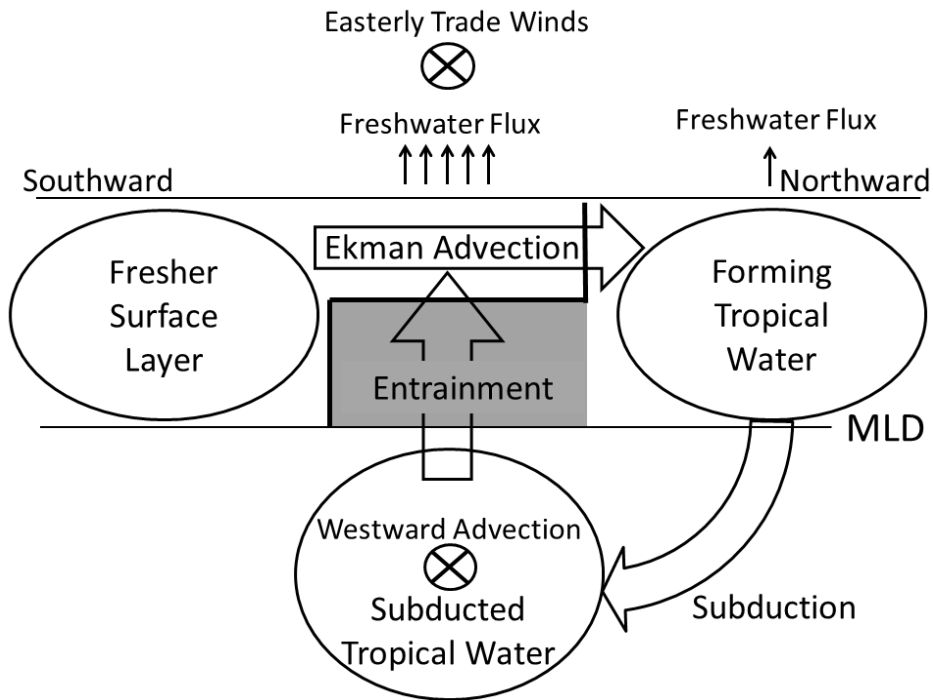 Easterly Trade Winds
Freshwater Flux
Freshwater Flux
Southward
Northward
Ekman Advection
Fresher
Surface
Layer
Forming
Tropical
Water
Entrainment
MLD
Westward Advection
Subducted
Tropical Water
Subduction